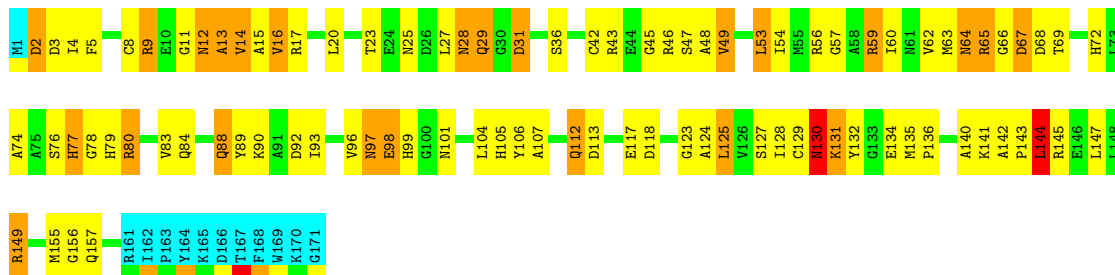 M1 D2 D3 I4 F5 C8 R9 E10 G11 N12 A13 V14 A15 V16 R17 L20 T23 E24 N25 D26 L27 N28 Q29 G30 D31 S36 C42 R43 E44 G45 R46 S47 A48 V49 L53 I54 M55 R56 G57 A58 R59 I60 N61 V62 M63 N64 R65 G66 D67 D68 T69 H72 L73
A74 A75 S76 H77 G78 H79 R80 V83 Q84 Q88 Y89 K90 A91 D92 I93 V96 N97 E98 H99 G100 N101 L104 H105 Y106 A107 Q112 D113 E117 D118 G123 A124 L125 V126 S127 I128 C129 N130 K131 Y132 G133 E134 M135 P136 A140 K141 A142 P143 L144 R145 E146 L147 L148
R149 M155 G156 Q157 R161 I162 P163 Y164 K165 D166 T167 F168 W169 K170 G171